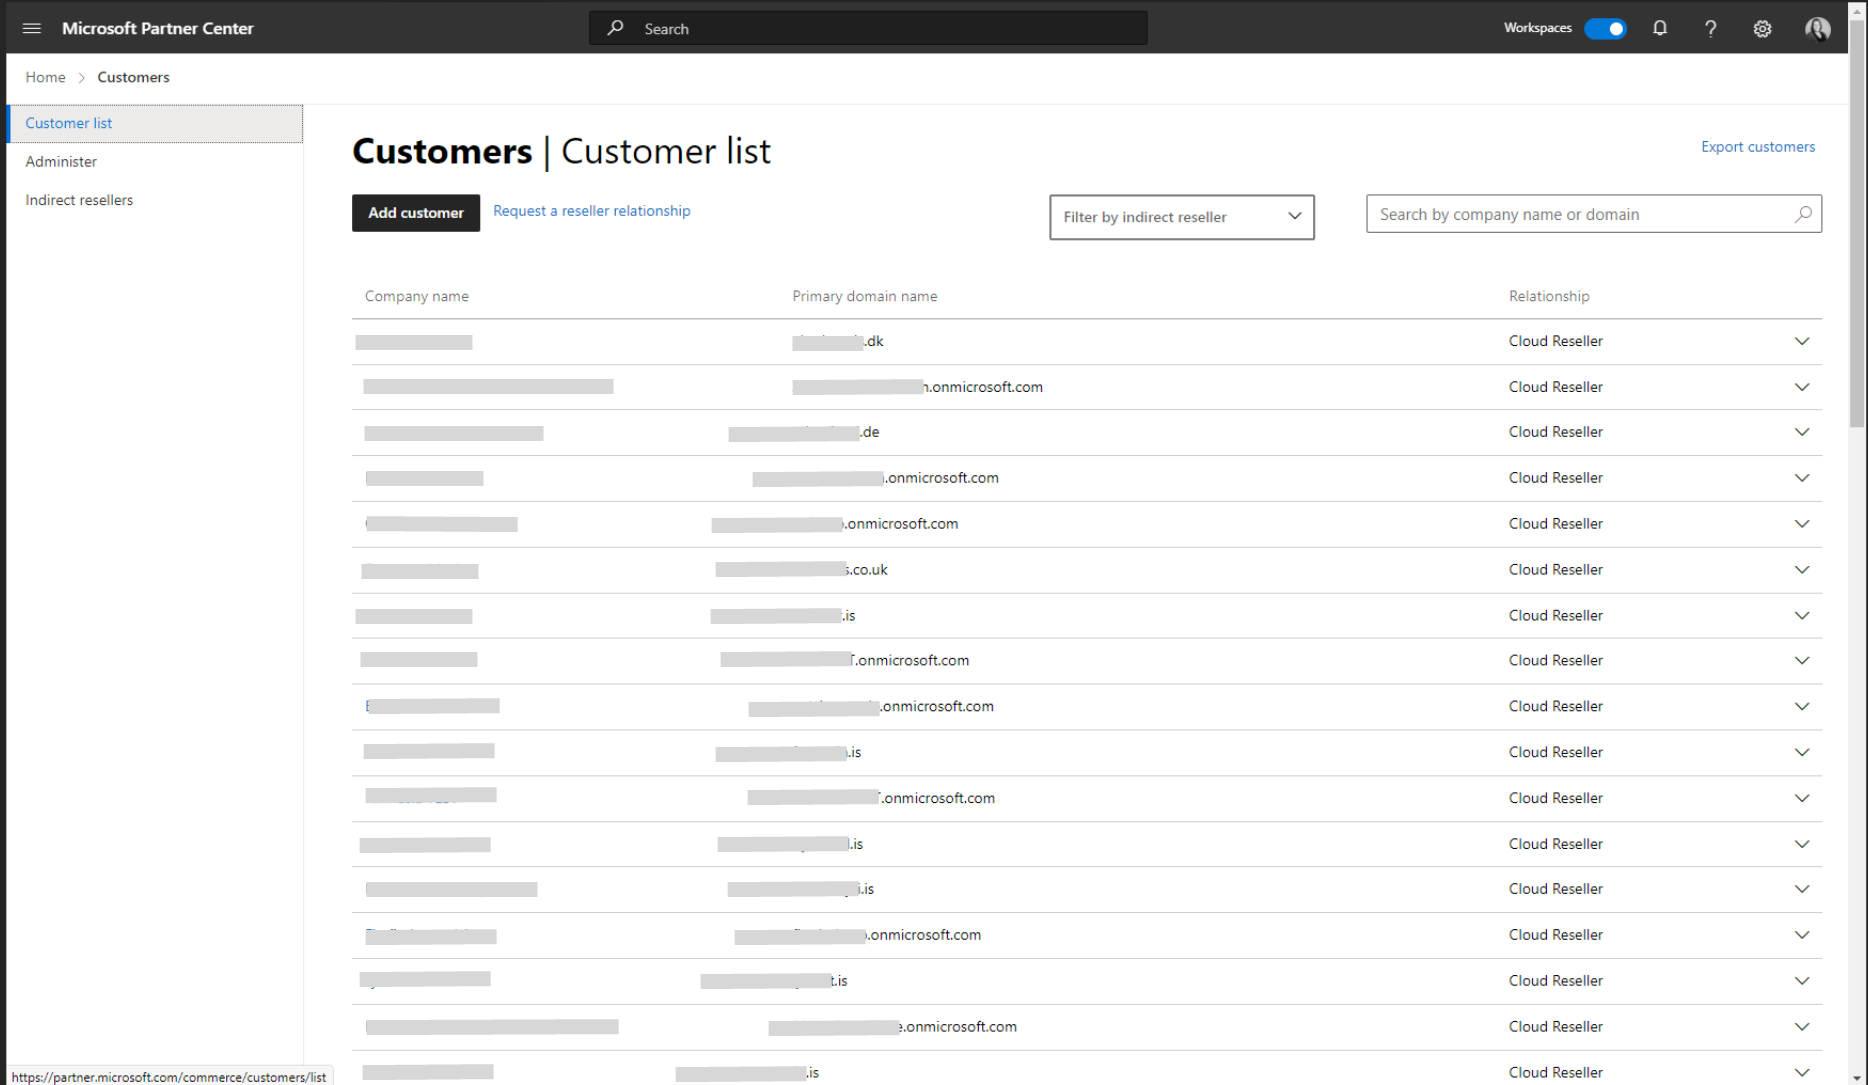 Microsoft Partner Center
Search
Workspaces
Home > Customers
Customer list
Administer
Indirect resellers
Customers | Customer list
Export customers
Add customer
Request a reseller relationship
Filter by indirect reseller
Search by company name or domain
Company name Primary domain name Relationship
.dk Cloud Reseller
.onmicrosoft.com Cloud Reseller
.de Cloud Reseller
.onmicrosoft.com Cloud Reseller
.onmicrosoft.com Cloud Reseller
s.co.uk Cloud Reseller
.is Cloud Reseller
T.onmicrosoft.com Cloud Reseller
.onmicrosoft.com Cloud Reseller
.is Cloud Reseller
.onmicrosoft.com Cloud Reseller
.is Cloud Reseller
i.is Cloud Reseller
.onmicrosoft.com Cloud Reseller
t.is Cloud Reseller
e.onmicrosoft.com Cloud Reseller
.is Cloud Reseller
https://partner.microsoft.com/commerce/customers/list